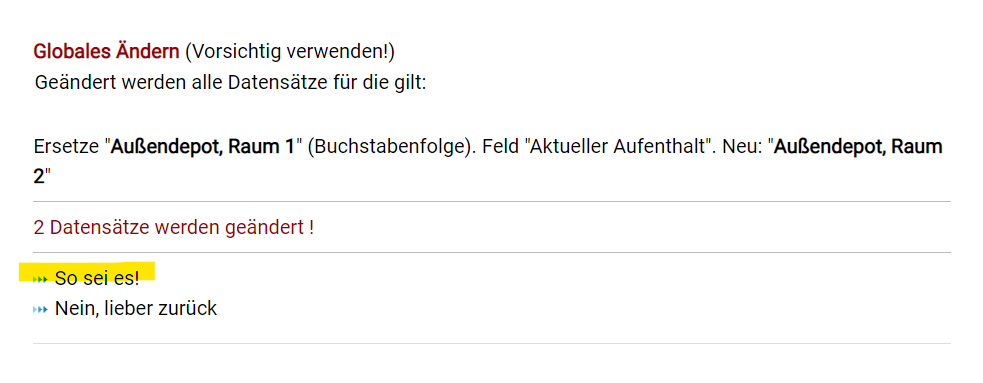 Globales Ändern (Vorsichtig verwenden!)
Geändert werden alle Datensätze für die gilt:
Ersetze "Außendepot, Raum 1" (Buchstabenfolge). Feld "Aktueller Aufenthalt". Neu: "Außendepot, Raum
2"
2 Datensätze werden geändert !
So sei es!
Nein, lieber zurück